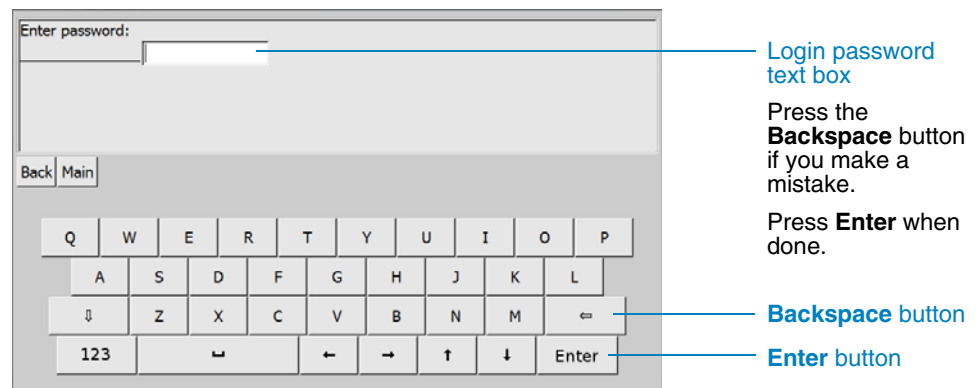 Enter password:
Login password
text box
Press the
Backspace button
if you make a
mistake.
Press Enter when
done.
Back Main
Q W E R T Y U I O P
A S D F G H J K L
⇩ Z X C V B N M ⇦
Backspace button
123 ⎵ ← → ↑ ↓ Enter
Enter button